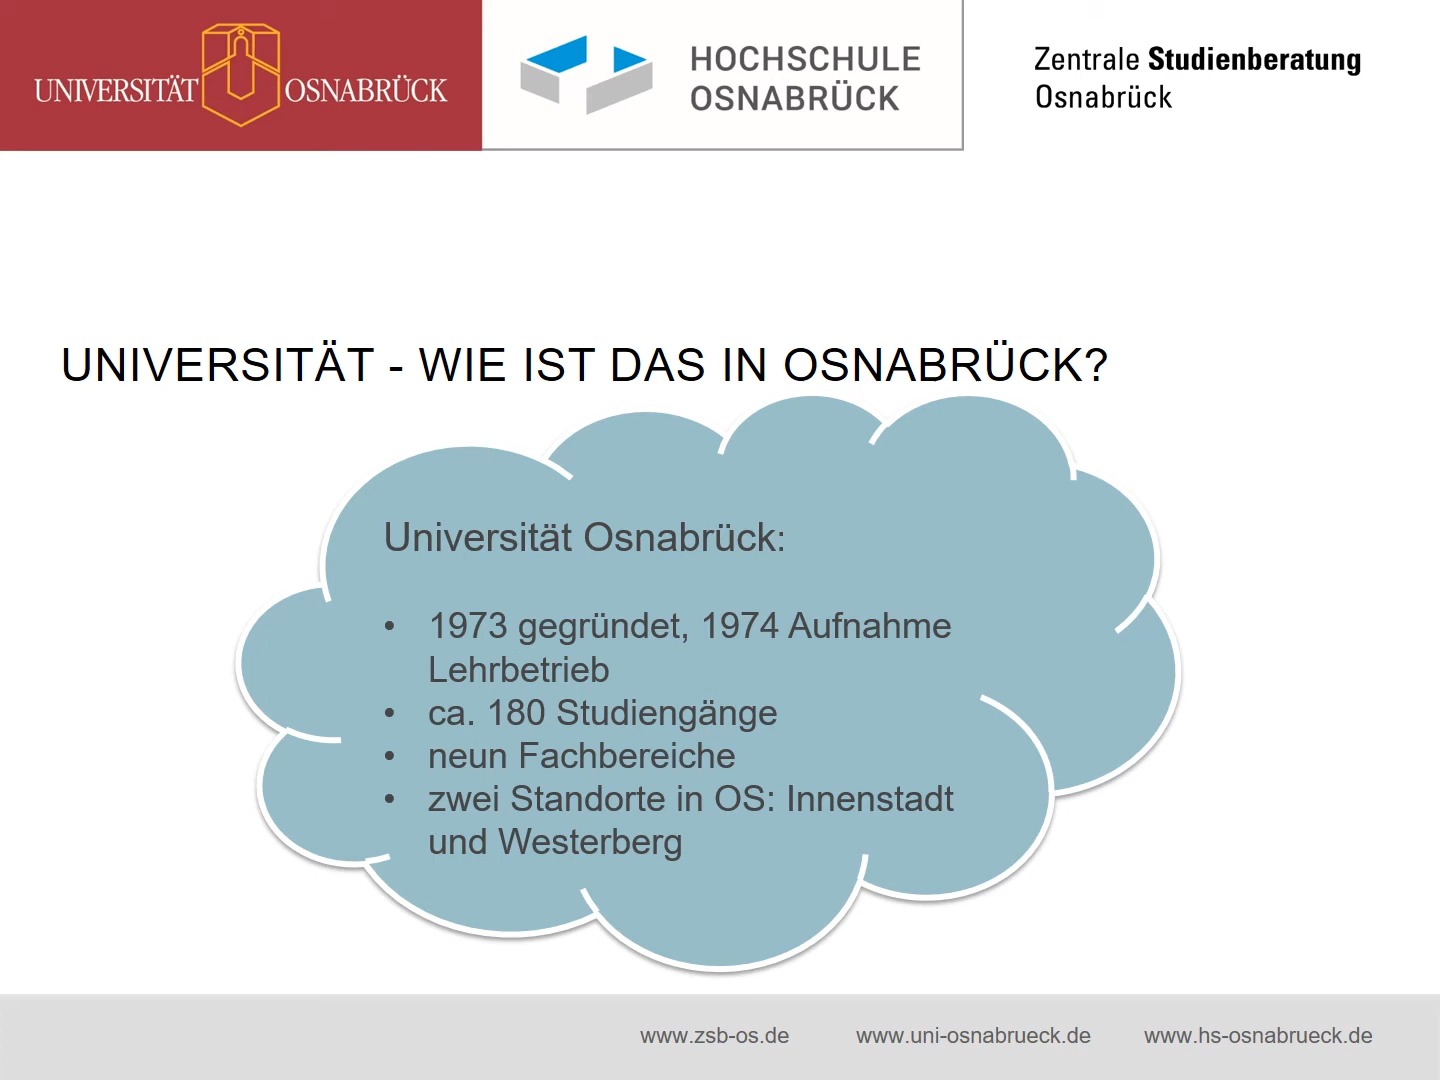 UNIVERSITÄT OSNABRÜCK
HOCHSCHULE
OSNABRÜCK
Zentrale Studienberatung
Osnabrück
UNIVERSITÄT - WIE IST DAS IN OSNABRÜCK?
Universität Osnabrück:
• 1973 gegründet, 1974 Aufnahme
Lehrbetrieb
• ca. 180 Studiengänge
• neun Fachbereiche
• zwei Standorte in OS: Innenstadt
und Westerberg
www.zsb-os.de www.uni-osnabrueck.de www.hs-osnabrueck.de